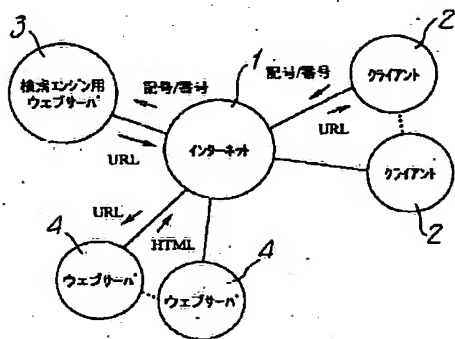 3
検索エンジン用
ウェブサーバ
記号/番号
URL
1
インターネット
記号/番号
URL
2
クライアント
クライアント
2
URL
HTML
4
ウェブサーバ
4
ウェブサーバ